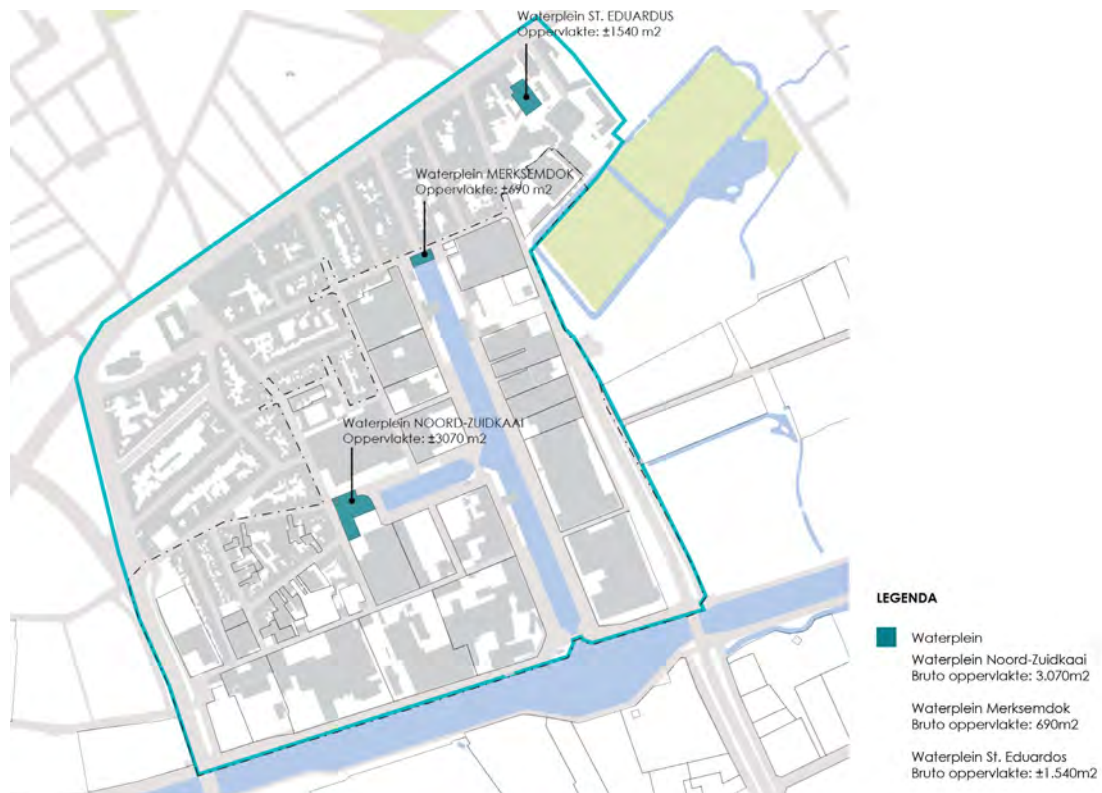 Waterplein ST. EDUARDUS
Oppervlakte: ±1540 m2
Waterplein MERKSEMDOK
Oppervlakte: ±690 m2
Waterplein NOORD-ZUIDKAAI
Oppervlakte: ±3070 m2
LEGENDA
Waterplein
Waterplein Noord-Zuidkaai
Bruto oppervlakte: 3.070m2
Waterplein Merksemdok
Bruto oppervlakte: 690m2
Waterplein St. Eduardos
Bruto oppervlakte: ±1.540m2